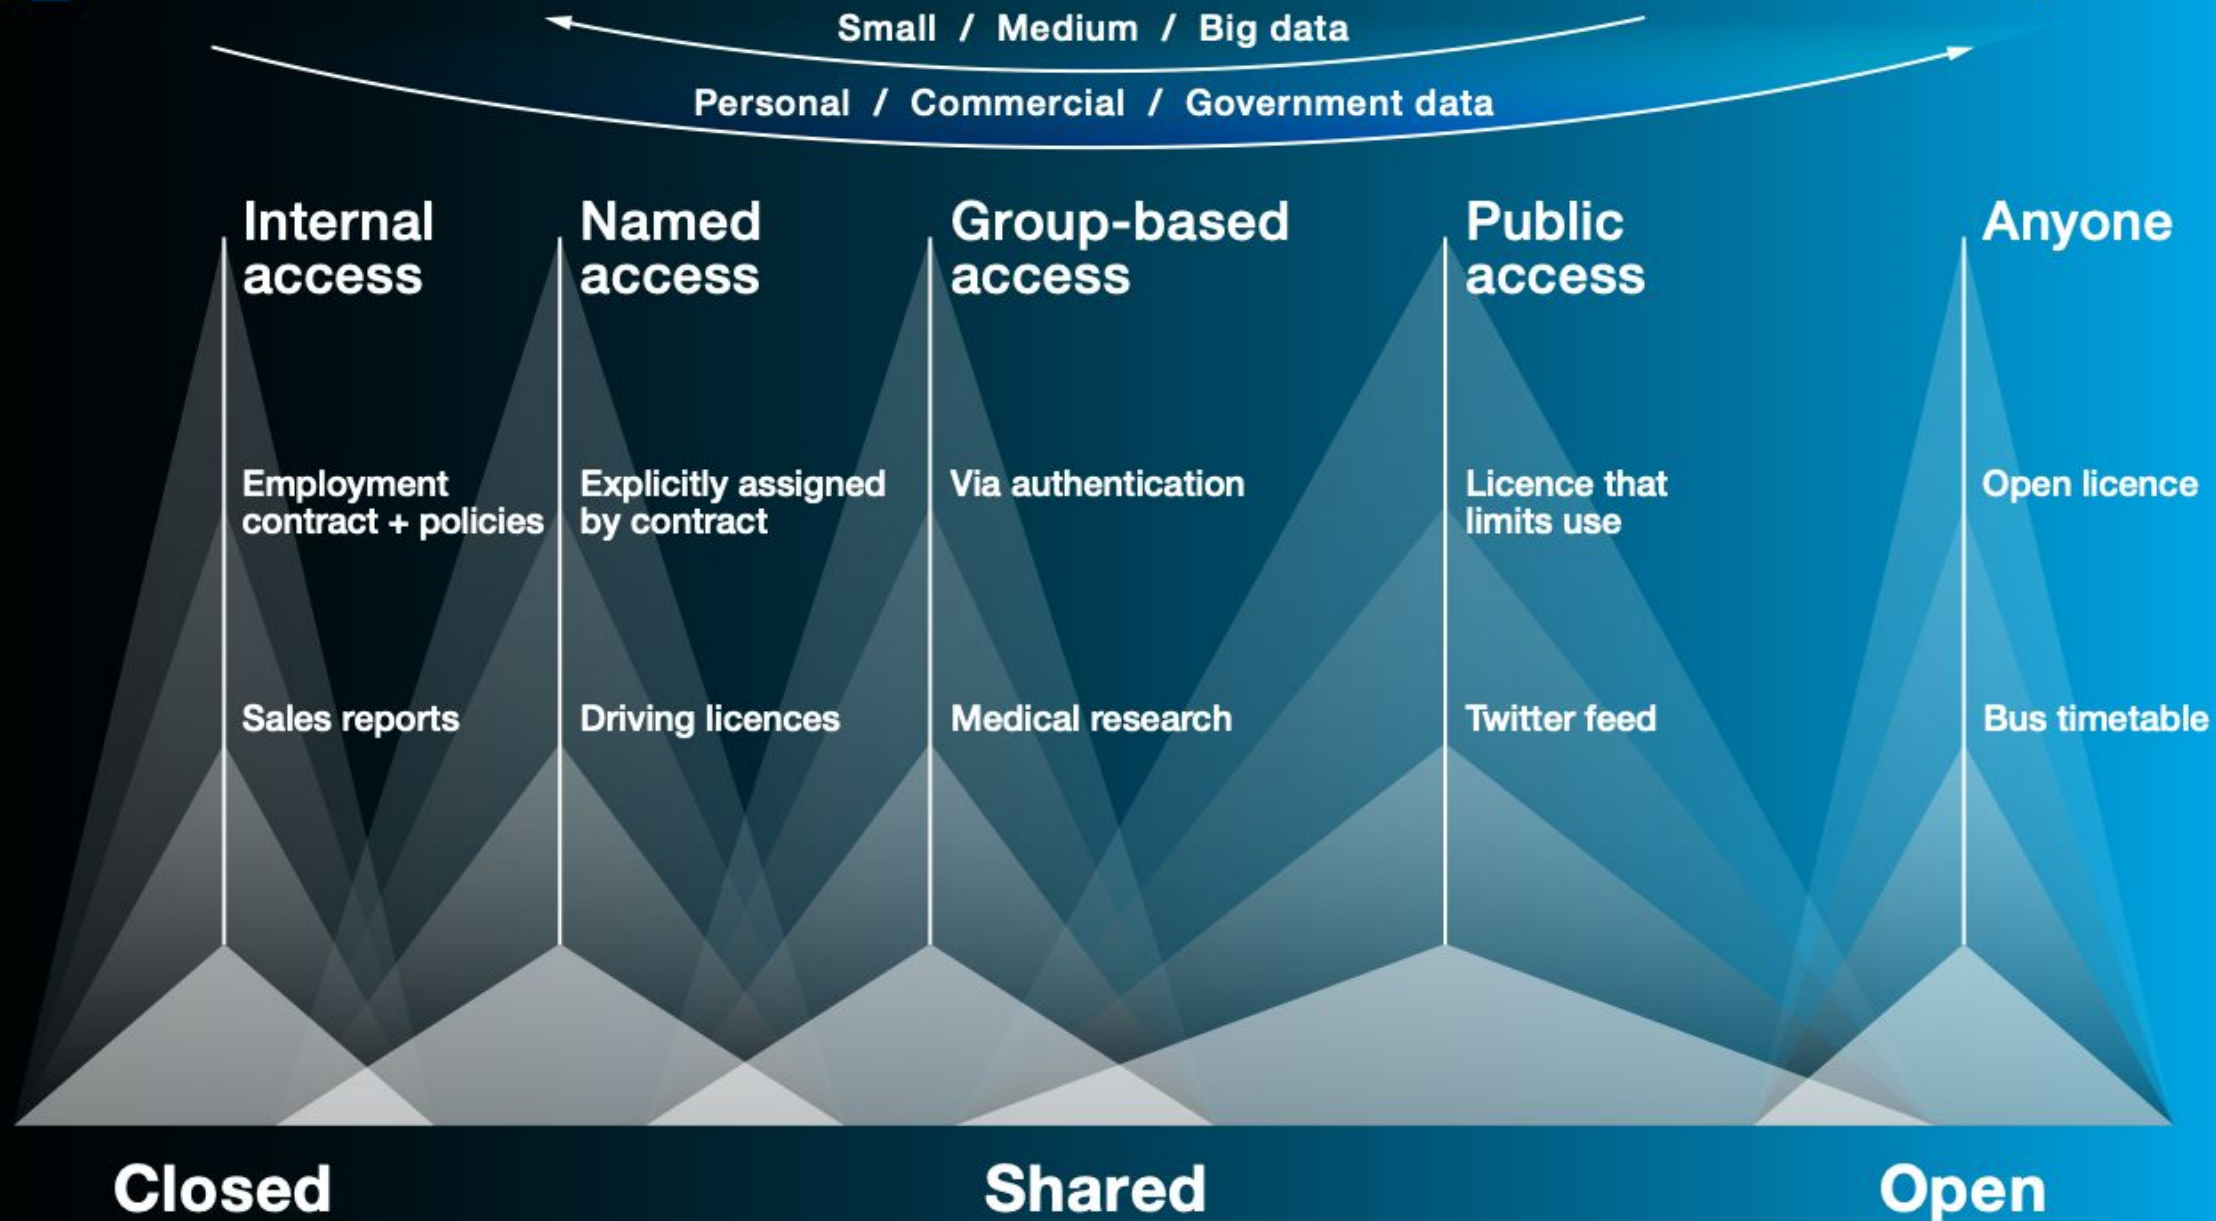 Small / Medium / Big data
Personal / Commercial / Government data
Internal
access
Named
access
Group-based
access
Public
access
Anyone
Employment
contract + policies
Explicitly assigned
by contract
Via authentication
Licence that
limits use
Open licence
Sales reports
Driving licences
Medical research
Twitter feed
Bus timetable
Closed
Shared
Open